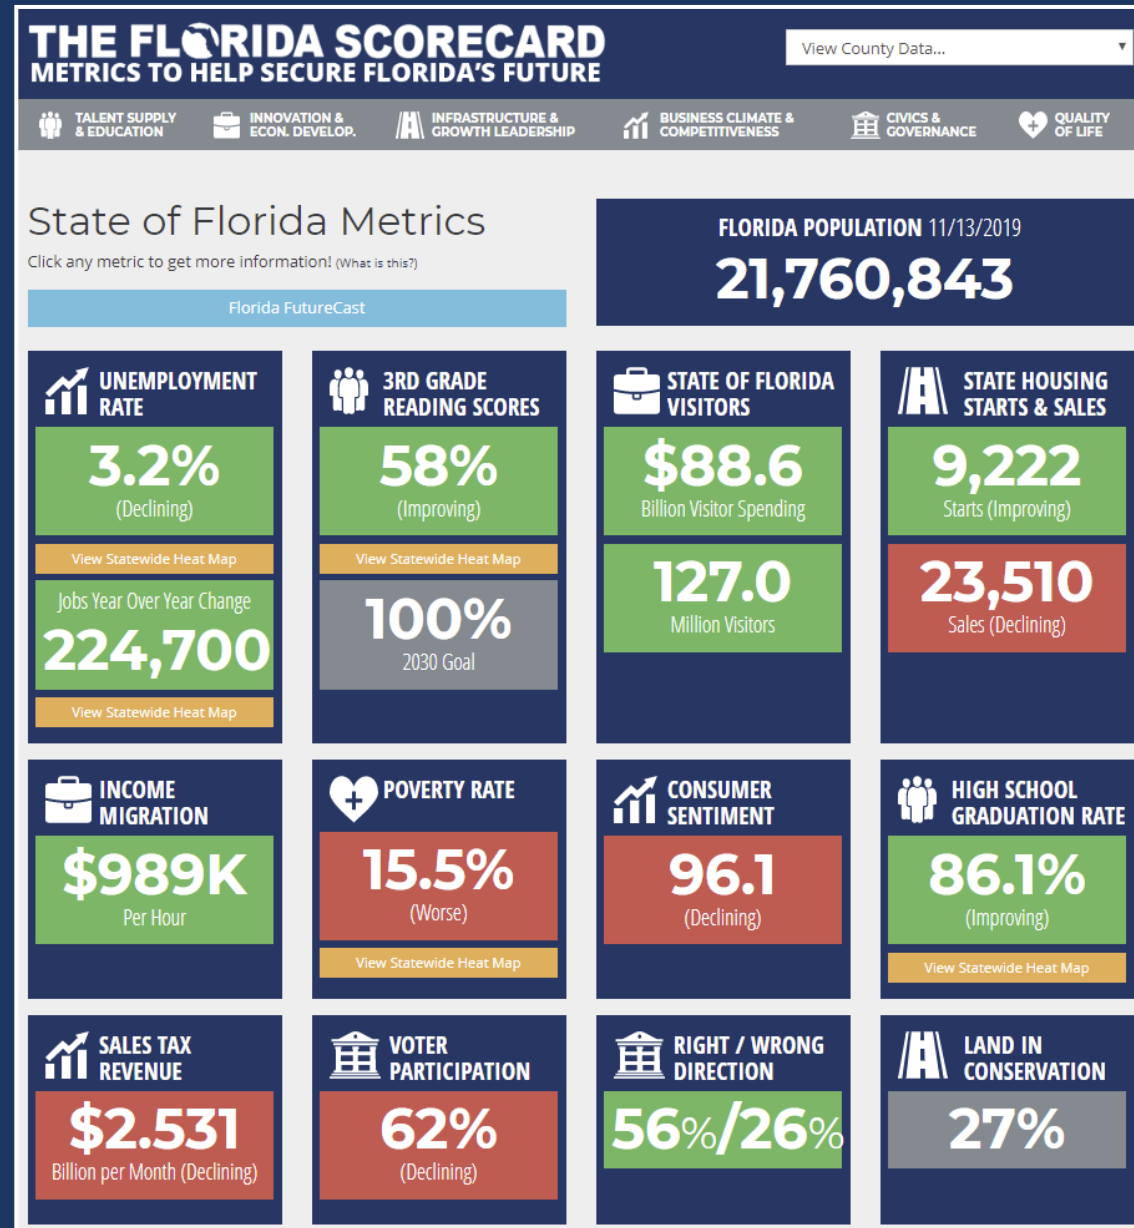 THE FLORIDA SCORECARD
METRICS TO HELP SECURE FLORIDA'S FUTURE
View County Data...
TALENT SUPPLY
& EDUCATION
INNOVATION &
ECON. DEVELOP.
INFRASTRUCTURE &
GROWTH LEADERSHIP
BUSINESS CLIMATE &
COMPETITIVENESS
CIVICS &
GOVERNANCE
QUALITY
OF LIFE
State of Florida Metrics
Click any metric to get more information! (What is this?)
Florida FutureCast
FLORIDA POPULATION 11/13/2019
21,760,843
UNEMPLOYMENT
RATE
3.2%
(Declining)
View Statewide Heat Map
Jobs Year Over Year Change
224,700
View Statewide Heat Map
3RD GRADE
READING SCORES
58%
(Improving)
View Statewide Heat Map
100%
2030 Goal
STATE OF FLORIDA
VISITORS
$88.6
Billion Visitor Spending
127.0
Million Visitors
STATE HOUSING
STARTS & SALES
9,222
Starts (Improving)
23,510
Sales (Declining)
INCOME
MIGRATION
$989K
Per Hour
POVERTY RATE
15.5%
(Worse)
View Statewide Heat Map
CONSUMER
SENTIMENT
96.1
(Declining)
HIGH SCHOOL
GRADUATION RATE
86.1%
(Improving)
View Statewide Heat Map
SALES TAX
REVENUE
$2.531
Billion per Month (Declining)
VOTER
PARTICIPATION
62%
(Declining)
RIGHT / WRONG
DIRECTION
56%/26%
LAND IN
CONSERVATION
27%